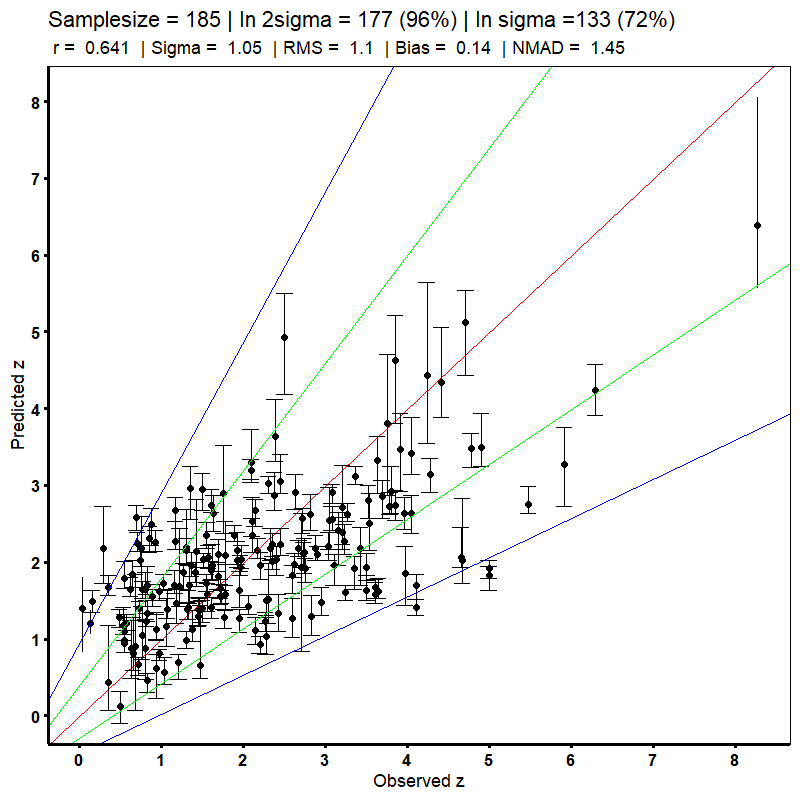 Samplesize = 185 | In 2sigma = 177 (96%) | In sigma =133 (72%)
r = 0.641 | Sigma = 1.05 | RMS = 1.1 | Bias = 0.14 | NMAD = 1.45
8
7
6
5
4
3
2
1
0
Predicted z
0 1 2 3 4 5 6 7 8
Observed z